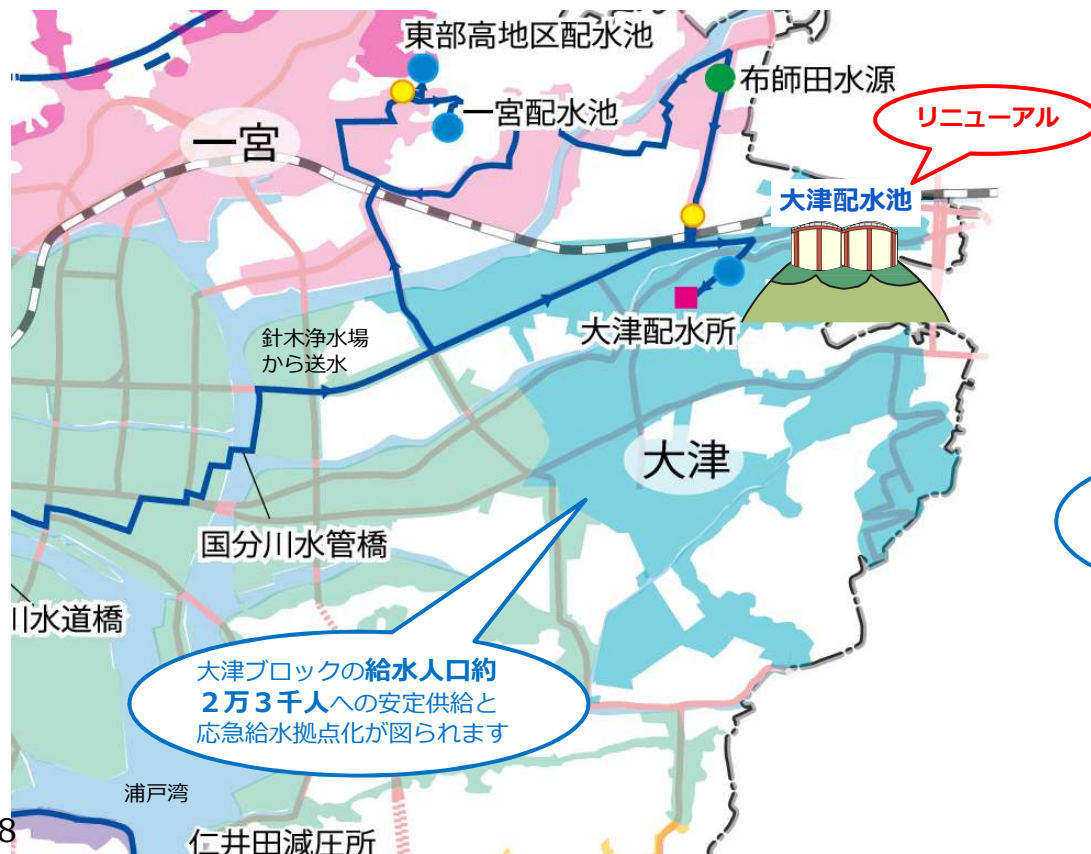 東部高地区配水池
布師田水源
一宮配水池
リニューアル
一宮
大津配水池
大津配水所
針木浄水場
から送水
大津
国分川水管橋
川水道橋
大津ブロックの給水人口約
２万３千人への安定供給と
応急給水拠点化が図られます
浦戸湾
8
仁井田減圧所